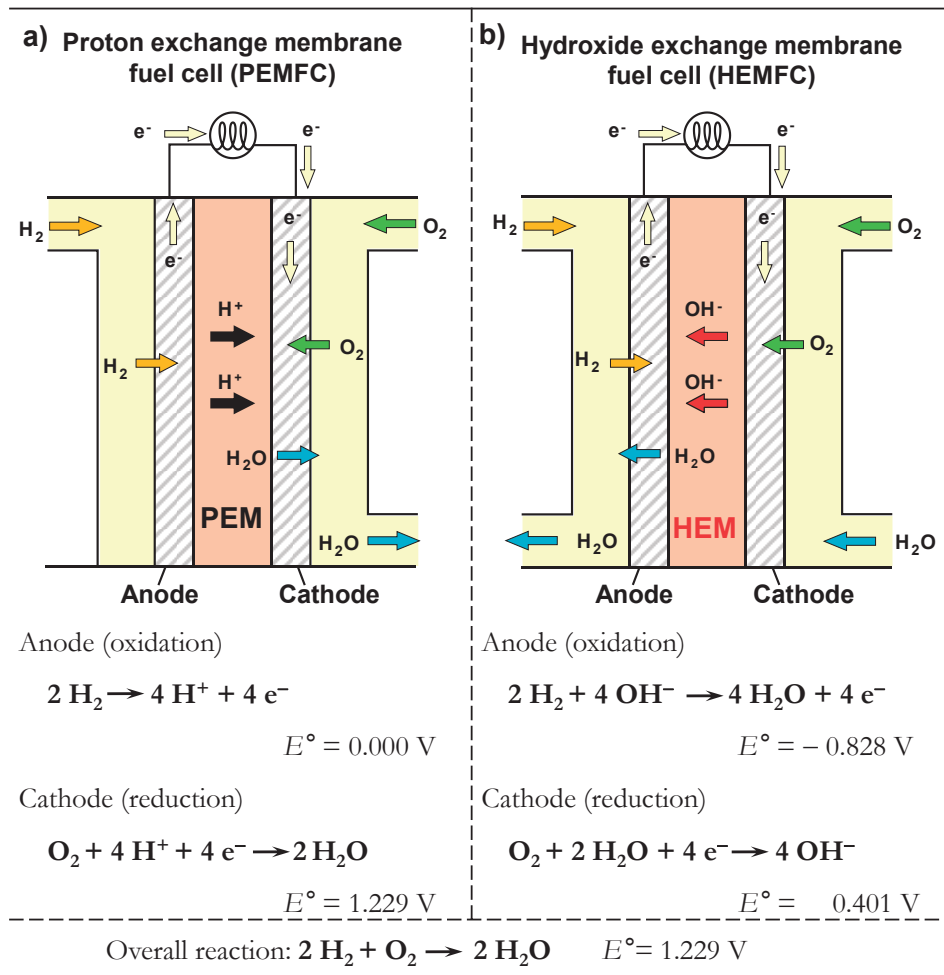 a) Proton exchange membrane
fuel cell (PEMFC)
e-
e-
H₂
O₂
e-
e-
H⁺
O₂
H₂
H⁺
H₂O
PEM
H₂O
Anode
Cathode
Anode (oxidation)
2 H₂ → 4 H⁺ + 4 e⁻
E° = 0.000 V
Cathode (reduction)
O₂ + 4 H⁺ + 4 e⁻ → 2 H₂O
E° = 1.229 V
b) Hydroxide exchange membrane
fuel cell (HEMFC)
e-
e-
H₂
O₂
e-
e-
OH-
O₂
H₂
OH-
H₂O
HEM
H₂O
H₂O
Anode
Cathode
Anode (oxidation)
2 H₂ + 4 OH⁻ → 4 H₂O + 4 e⁻
E° = − 0.828 V
Cathode (reduction)
O₂ + 2 H₂O + 4 e⁻ → 4 OH⁻
E° = 0.401 V
Overall reaction: 2 H₂ + O₂ → 2 H₂O E° = 1.229 V